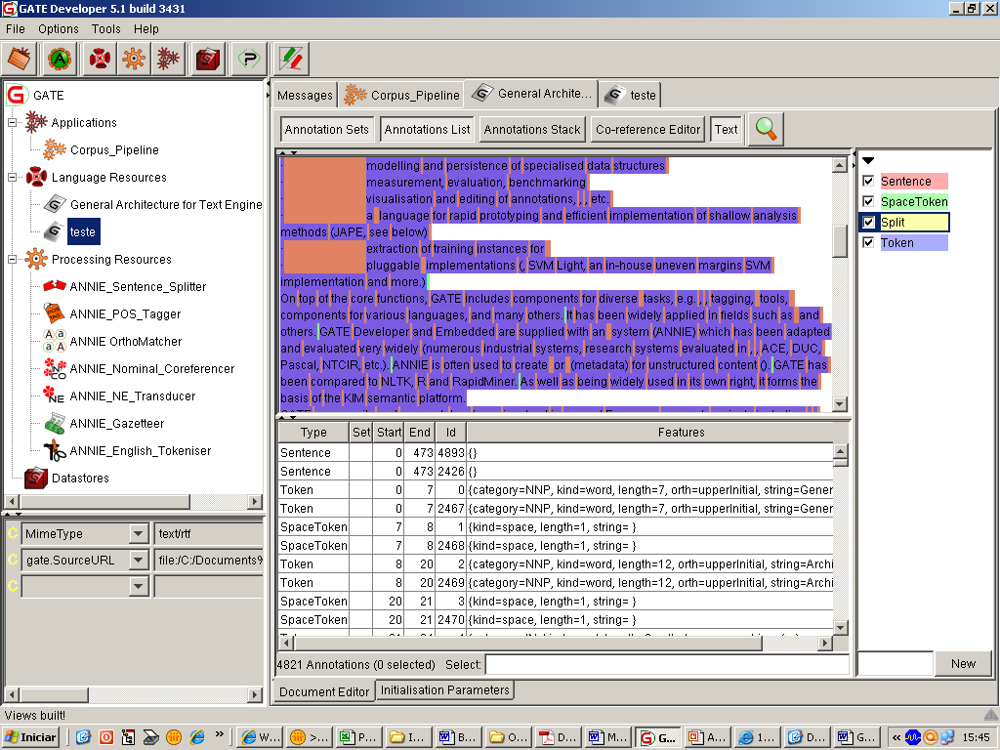 GATE Developer 5.1 build 3431
File Options Tools Help
GATE
Applications
Corpus_Pipeline
Language Resources
General Architecture for Text Engine
teste
Processing Resources
ANNIE_Sentence_Splitter
ANNIE_POS_Tagger
ANNIE OrthoMatcher
ANNIE_Nominal_Coreferencer
ANNIE_NE_Transducer
ANNIE_Gazetteer
ANNIE_English_Tokeniser
Datastores
MimeType text/rtf
gate.SourceURL file:/C:/Documents%
Messages Corpus_Pipeline General Archite... teste
Annotation Sets Annotations List Annotations Stack Co-reference Editor Text
modelling and persistence of specialised data structures
measurement, evaluation, benchmarking
visualisation and editing of annotations, , , etc.
a language for rapid prototyping and efficient implementation of shallow analysis
methods (JAPE, see below)
extraction of training instances for
pluggable implementations (, SVM Light, an in-house uneven margins SVM
implementation and more.)
On top of the core functions, GATE includes components for diverse tasks, e.g. , , tagging, tools,
components for various languages, and many others. It has been widely applied in fields such as and
others. GATE Developer and Embedded are supplied with an system (ANNIE) which has been adapted
and evaluated very widely (numerous industrial systems, research systems evaluated in , , ACE, DUC,
Pascal, NTCIR, etc.). ANNIE is often used to create or (metadata) for unstructured content (). GATE has
been compared to NLTK, R and RapidMiner. As well as being widely used in its own right, it forms the
basis of the KIM semantic platform.
Sentence
SpaceToken
Split
Token
Type Set Start End Id Features
Sentence 0 473 4893 {}
Sentence 0 473 2426 {}
Token 0 7 0 {category=NNP, kind=word, length=7, orth=upperInitial, string=Gener
Token 0 7 2467 {category=NNP, kind=word, length=7, orth=upperInitial, string=Gener
SpaceToken 7 8 1 {kind=space, length=1, string= }
SpaceToken 7 8 2468 {kind=space, length=1, string= }
Token 8 20 2 {category=NNP, kind=word, length=12, orth=upperInitial, string=Archi
Token 8 20 2469 {category=NNP, kind=word, length=12, orth=upperInitial, string=Archi
SpaceToken 20 21 3 {kind=space, length=1, string= }
SpaceToken 20 21 2470 {kind=space, length=1, string= }
4821 Annotations (0 selected) Select:
New
Document Editor Initialisation Parameters
Views built!
Iniciar » W... >... P... I... B... O... D... M... G... A... 1... D... G... « 15:45